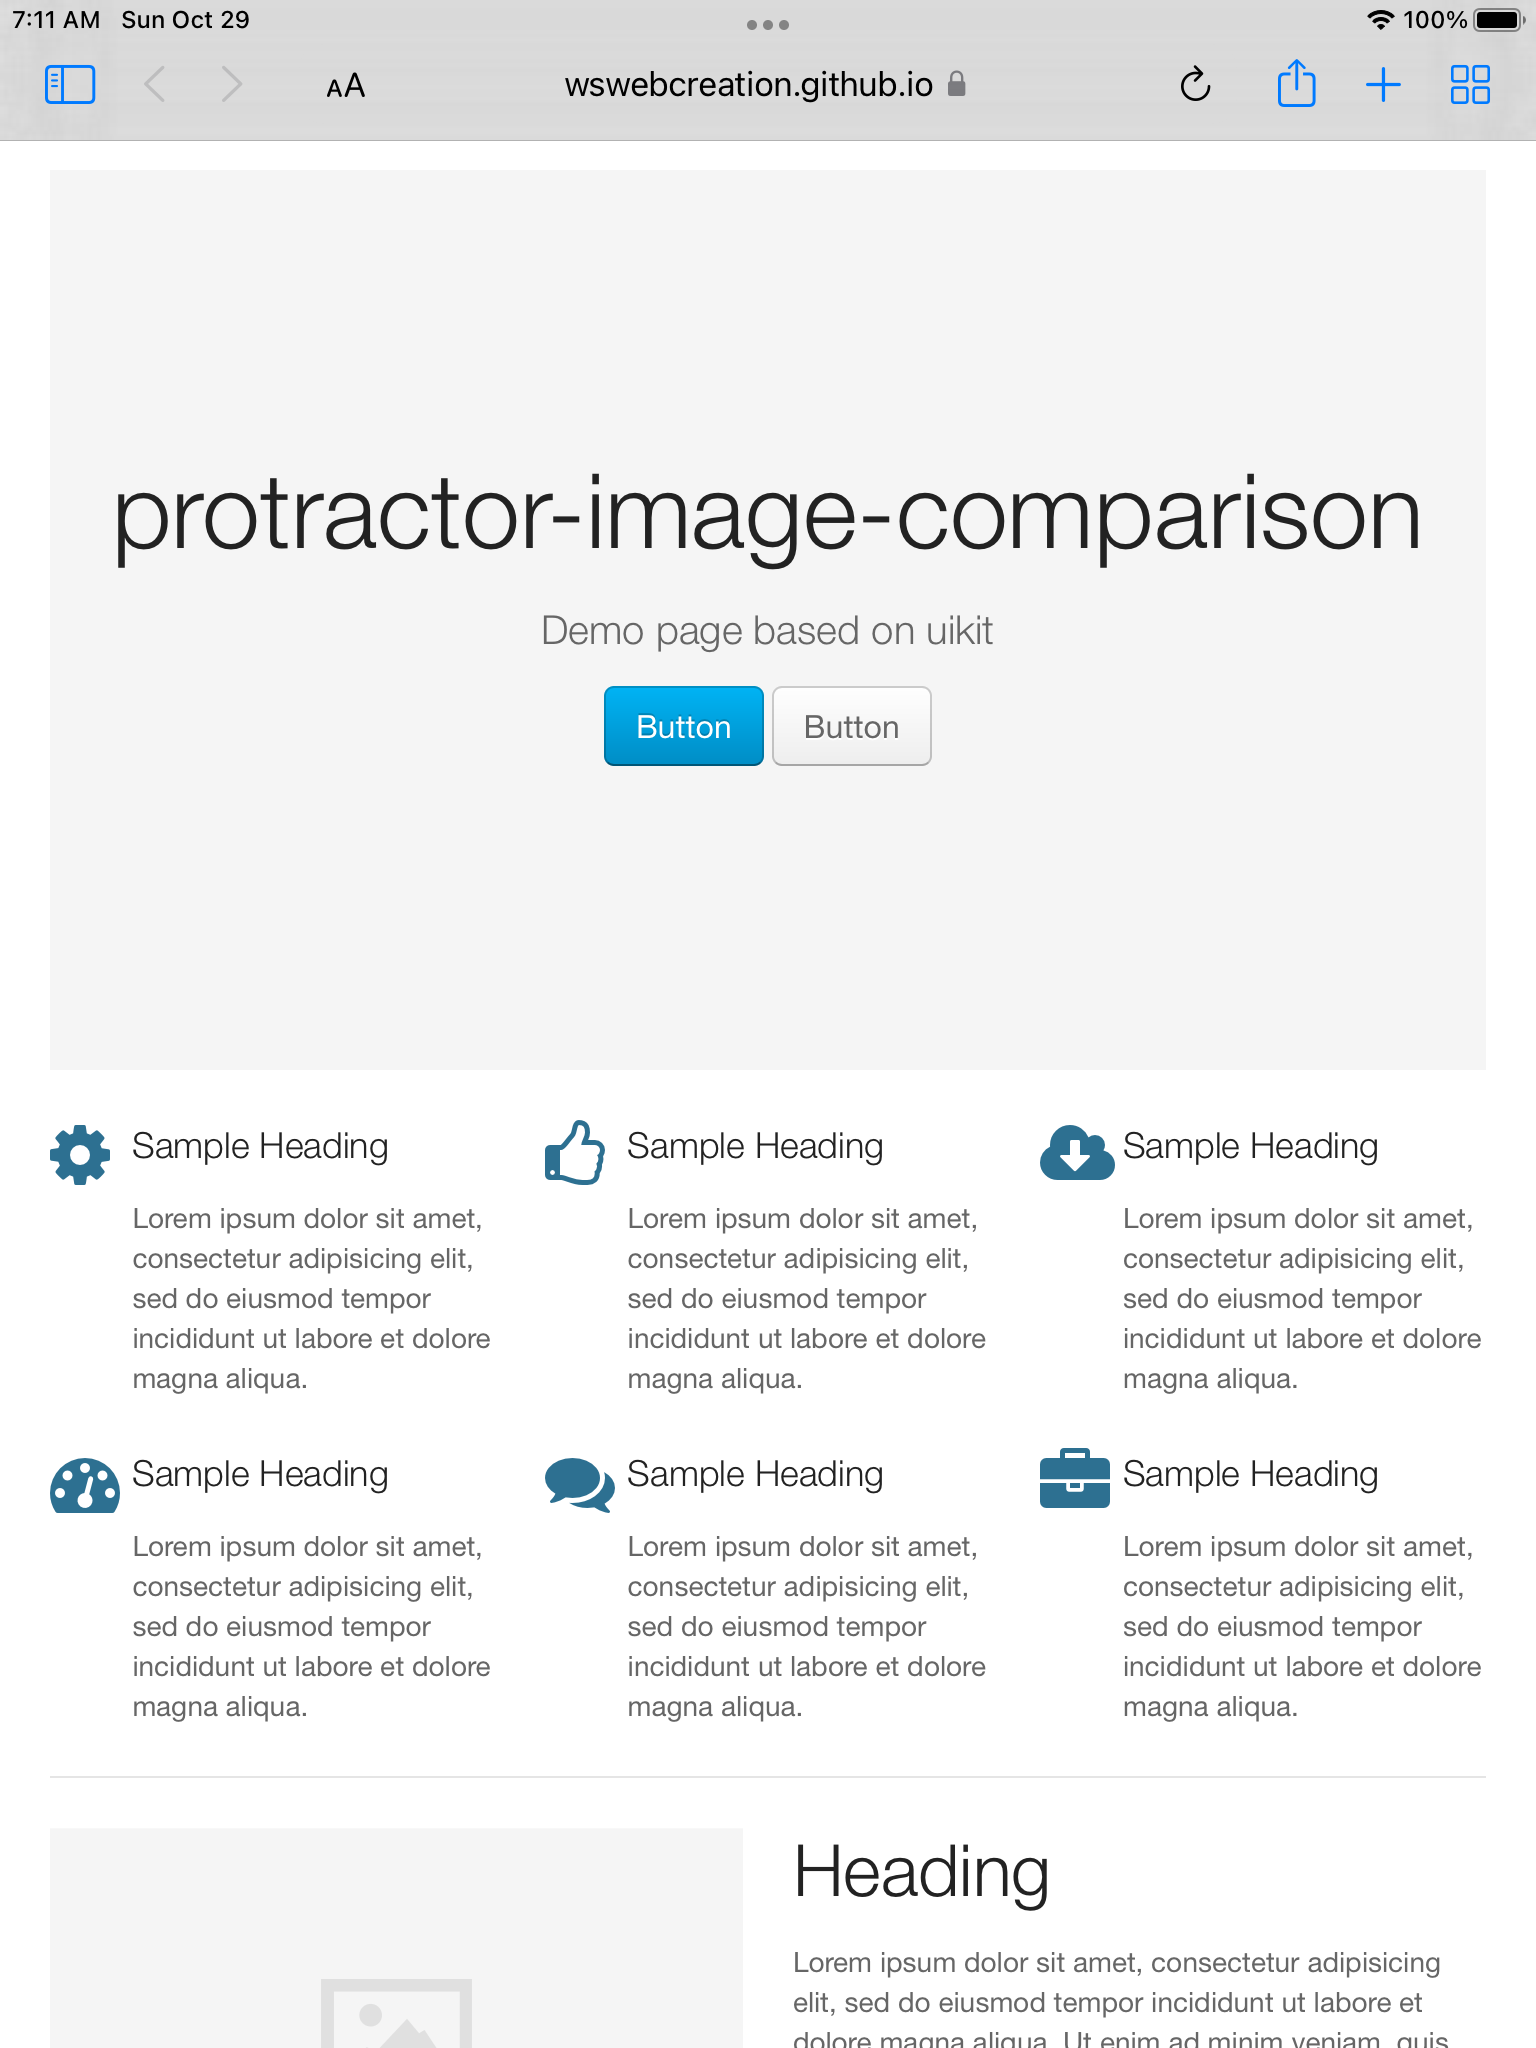 7:11 AM Sun Oct 29
100%
AA
wswebcreation.github.io
protractor-image-comparison
Demo page based on uikit
Button
Button
Sample Heading
Lorem ipsum dolor sit amet,
consectetur adipisicing elit,
sed do eiusmod tempor
incididunt ut labore et dolore
magna aliqua.
Sample Heading
Lorem ipsum dolor sit amet,
consectetur adipisicing elit,
sed do eiusmod tempor
incididunt ut labore et dolore
magna aliqua.
Sample Heading
Lorem ipsum dolor sit amet,
consectetur adipisicing elit,
sed do eiusmod tempor
incididunt ut labore et dolore
magna aliqua.
Sample Heading
Lorem ipsum dolor sit amet,
consectetur adipisicing elit,
sed do eiusmod tempor
incididunt ut labore et dolore
magna aliqua.
Sample Heading
Lorem ipsum dolor sit amet,
consectetur adipisicing elit,
sed do eiusmod tempor
incididunt ut labore et dolore
magna aliqua.
Sample Heading
Lorem ipsum dolor sit amet,
consectetur adipisicing elit,
sed do eiusmod tempor
incididunt ut labore et dolore
magna aliqua.
Heading
Lorem ipsum dolor sit amet, consectetur adipisicing
elit, sed do eiusmod tempor incididunt ut labore et
dolore magna aliqua. Ut enim ad minim veniam, quis